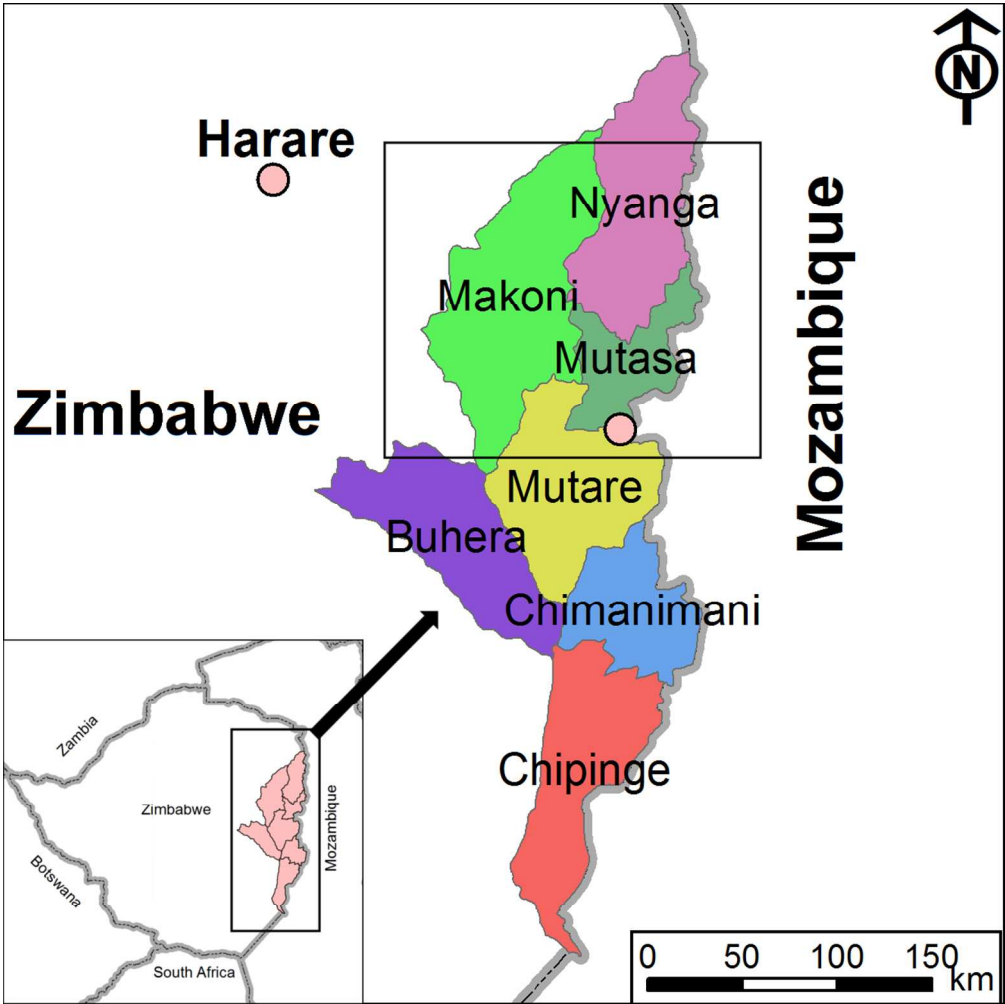 N
Harare
Nyanga
Mozambique
Makoni
Mutasa
Zimbabwe
Mutare
Buhera
Chimanimani
Chipinge
Zambia
Zimbabwe
Mozambique
Botswana
South Africa
0 50 100 150
km